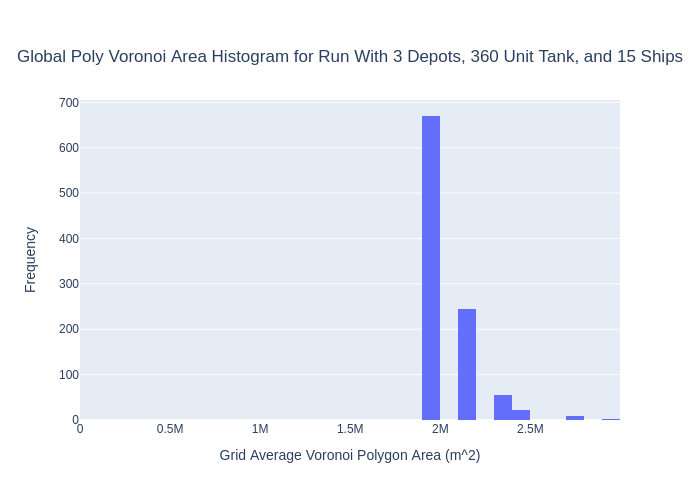 Global Poly Voronoi Area Histogram for Run With 3 Depots, 360 Unit Tank, and 15 Ships
700
600
500
400
300
200
100
0
Frequency
0 0.5M 1M 1.5M 2M 2.5M
Grid Average Voronoi Polygon Area (m^2)